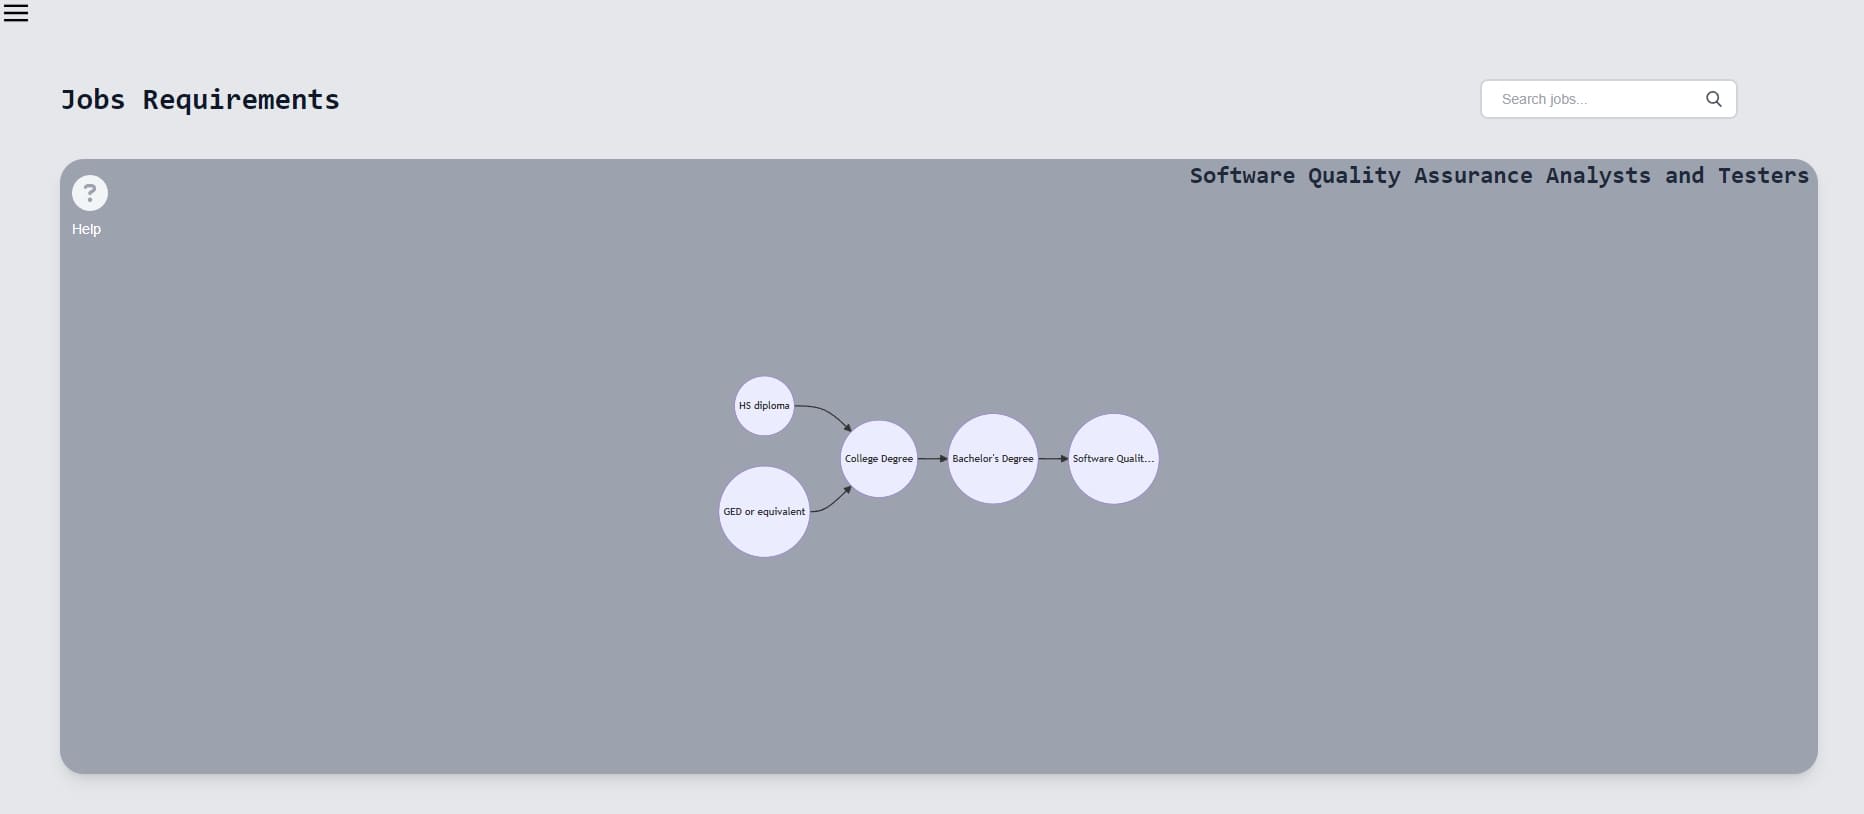 Jobs Requirements
Search jobs...
Software Quality Assurance Analysts and Testers
?
Help
HS diploma
College Degree
Bachelor's Degree
Software Qualit...
GED or equivalent